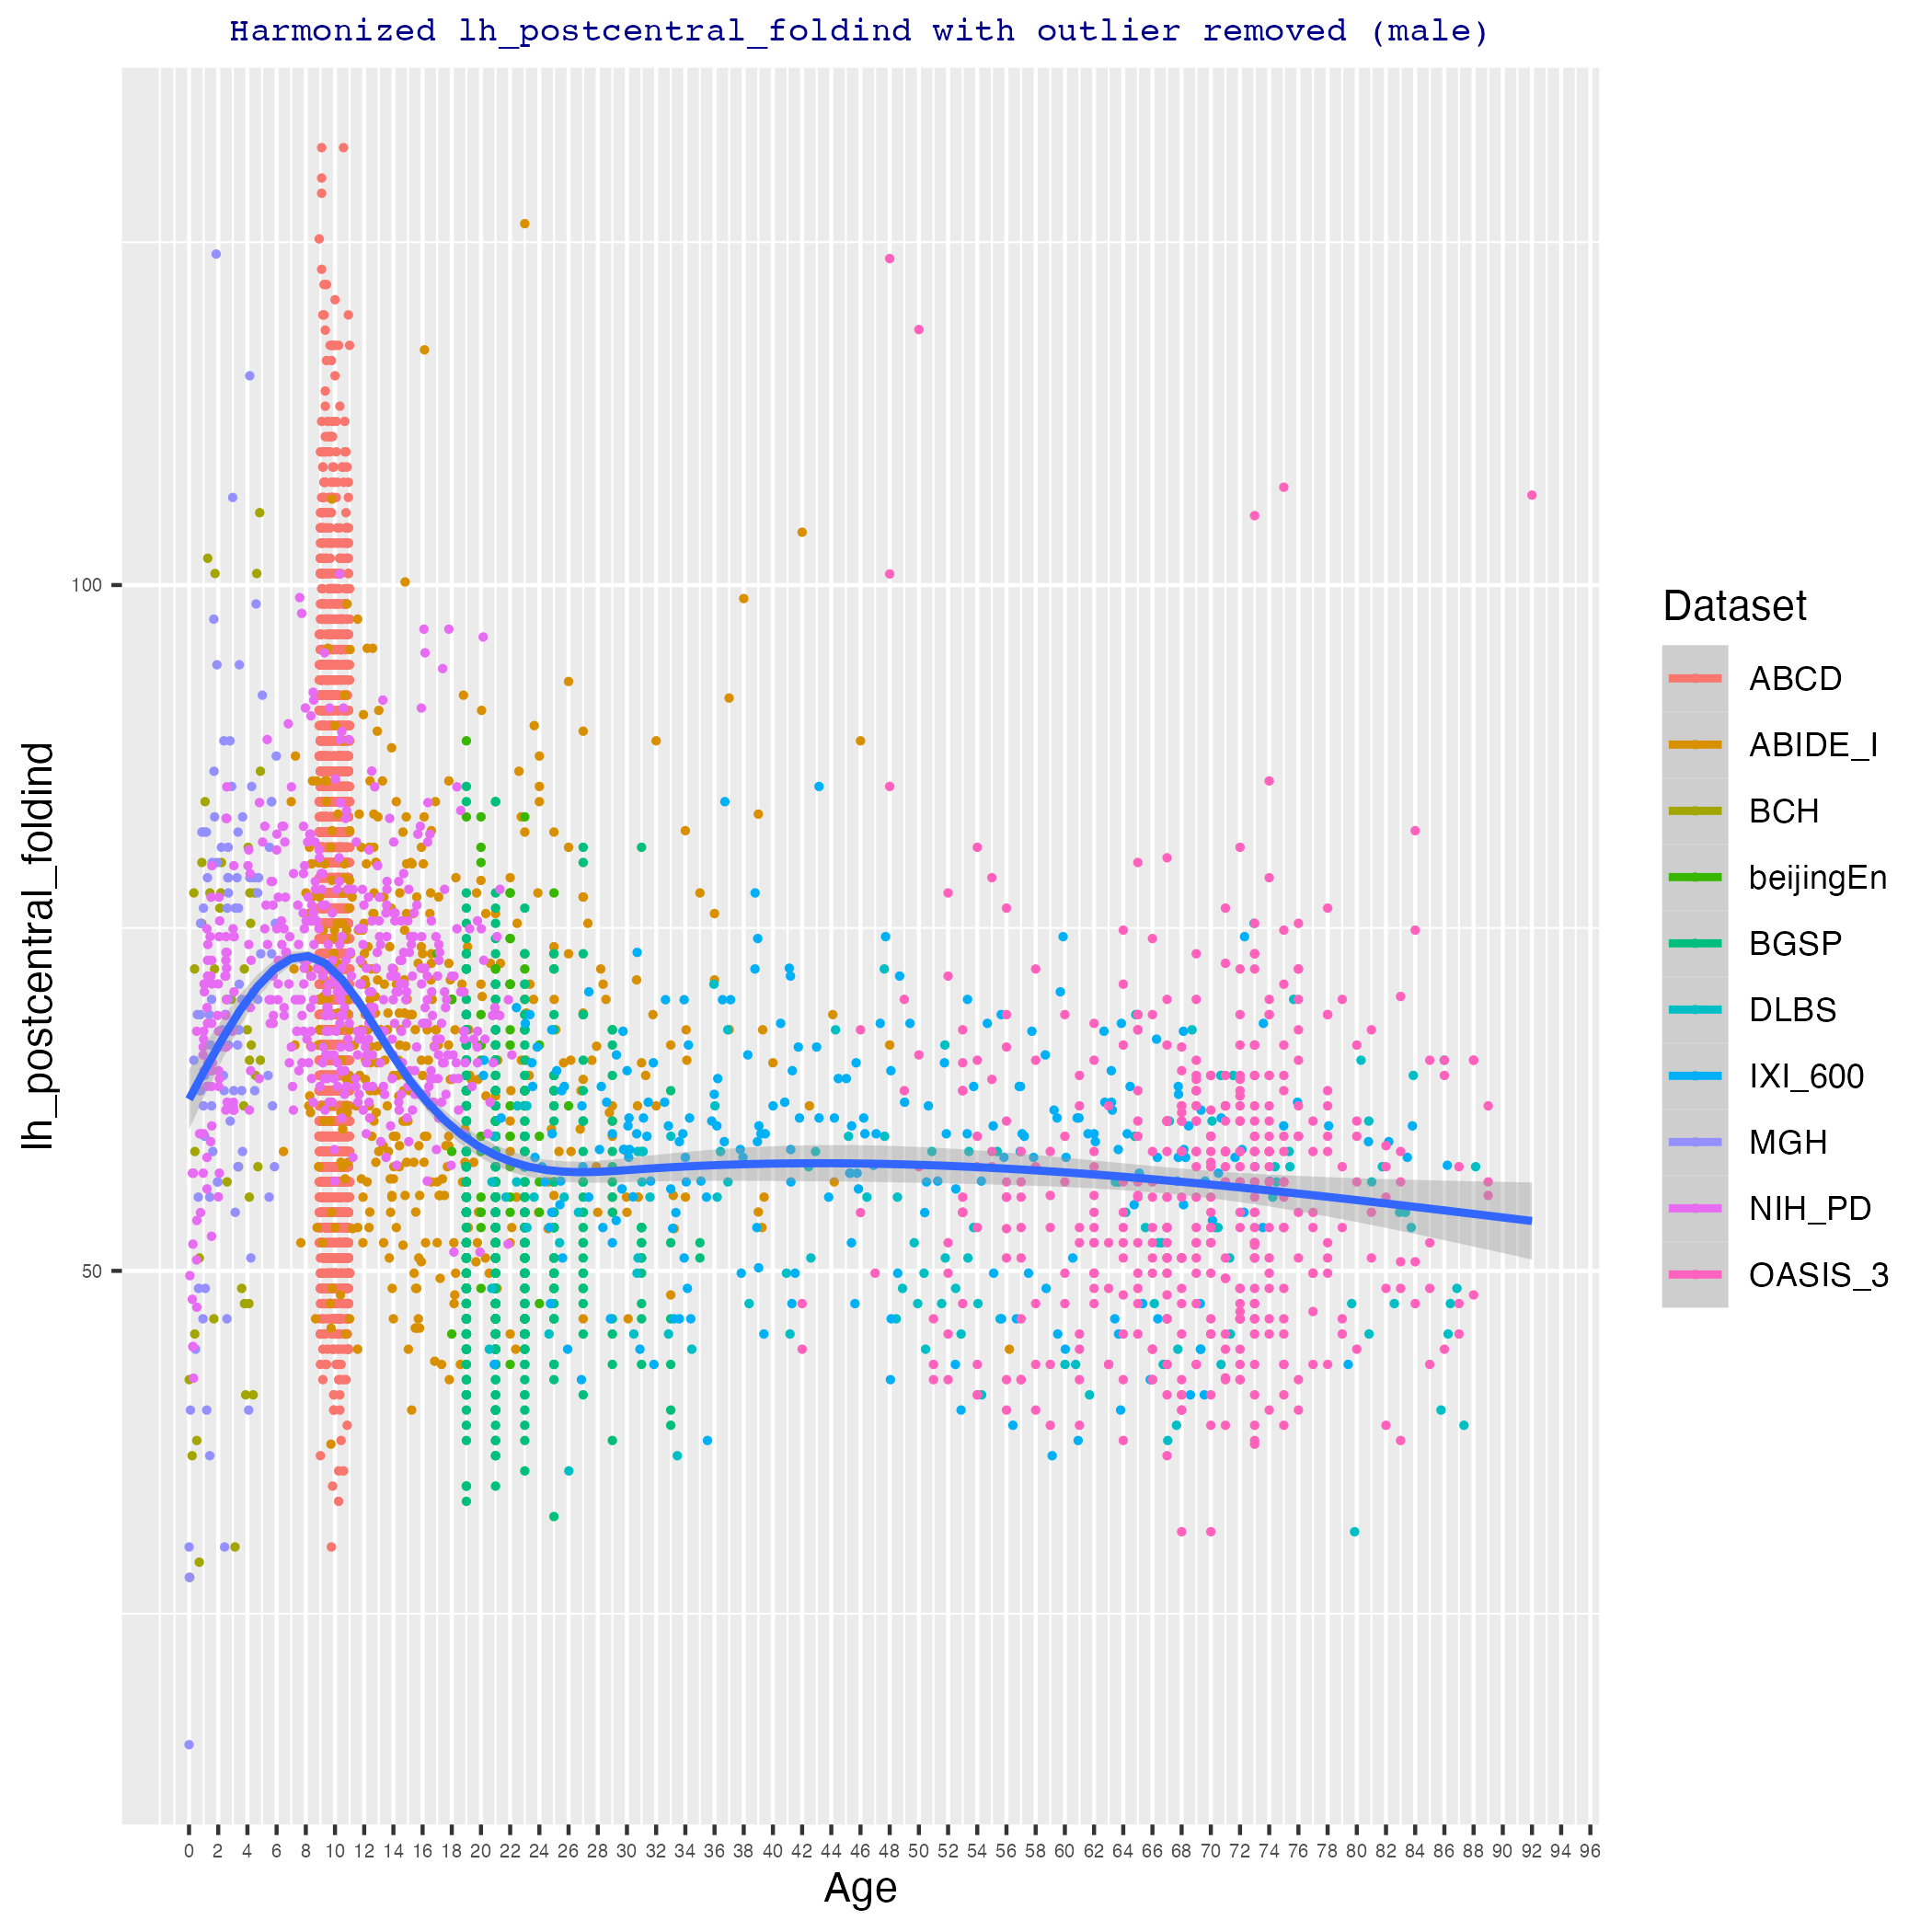 Harmonized lh_postcentral_foldind with outlier removed (male)
lh_postcentral_foldind
100
50
0 2 4 6 8 10 12 14 16 18 20 22 24 26 28 30 32 34 36 38 40 42 44 46 48 50 52 54 56 58 60 62 64 66 68 70 72 74 76 78 80 82 84 86 88 90 92 94 96
Age
Dataset
ABCD
ABIDE_I
BCH
beijingEn
BGSP
DLBS
IXI_600
MGH
NIH_PD
OASIS_3